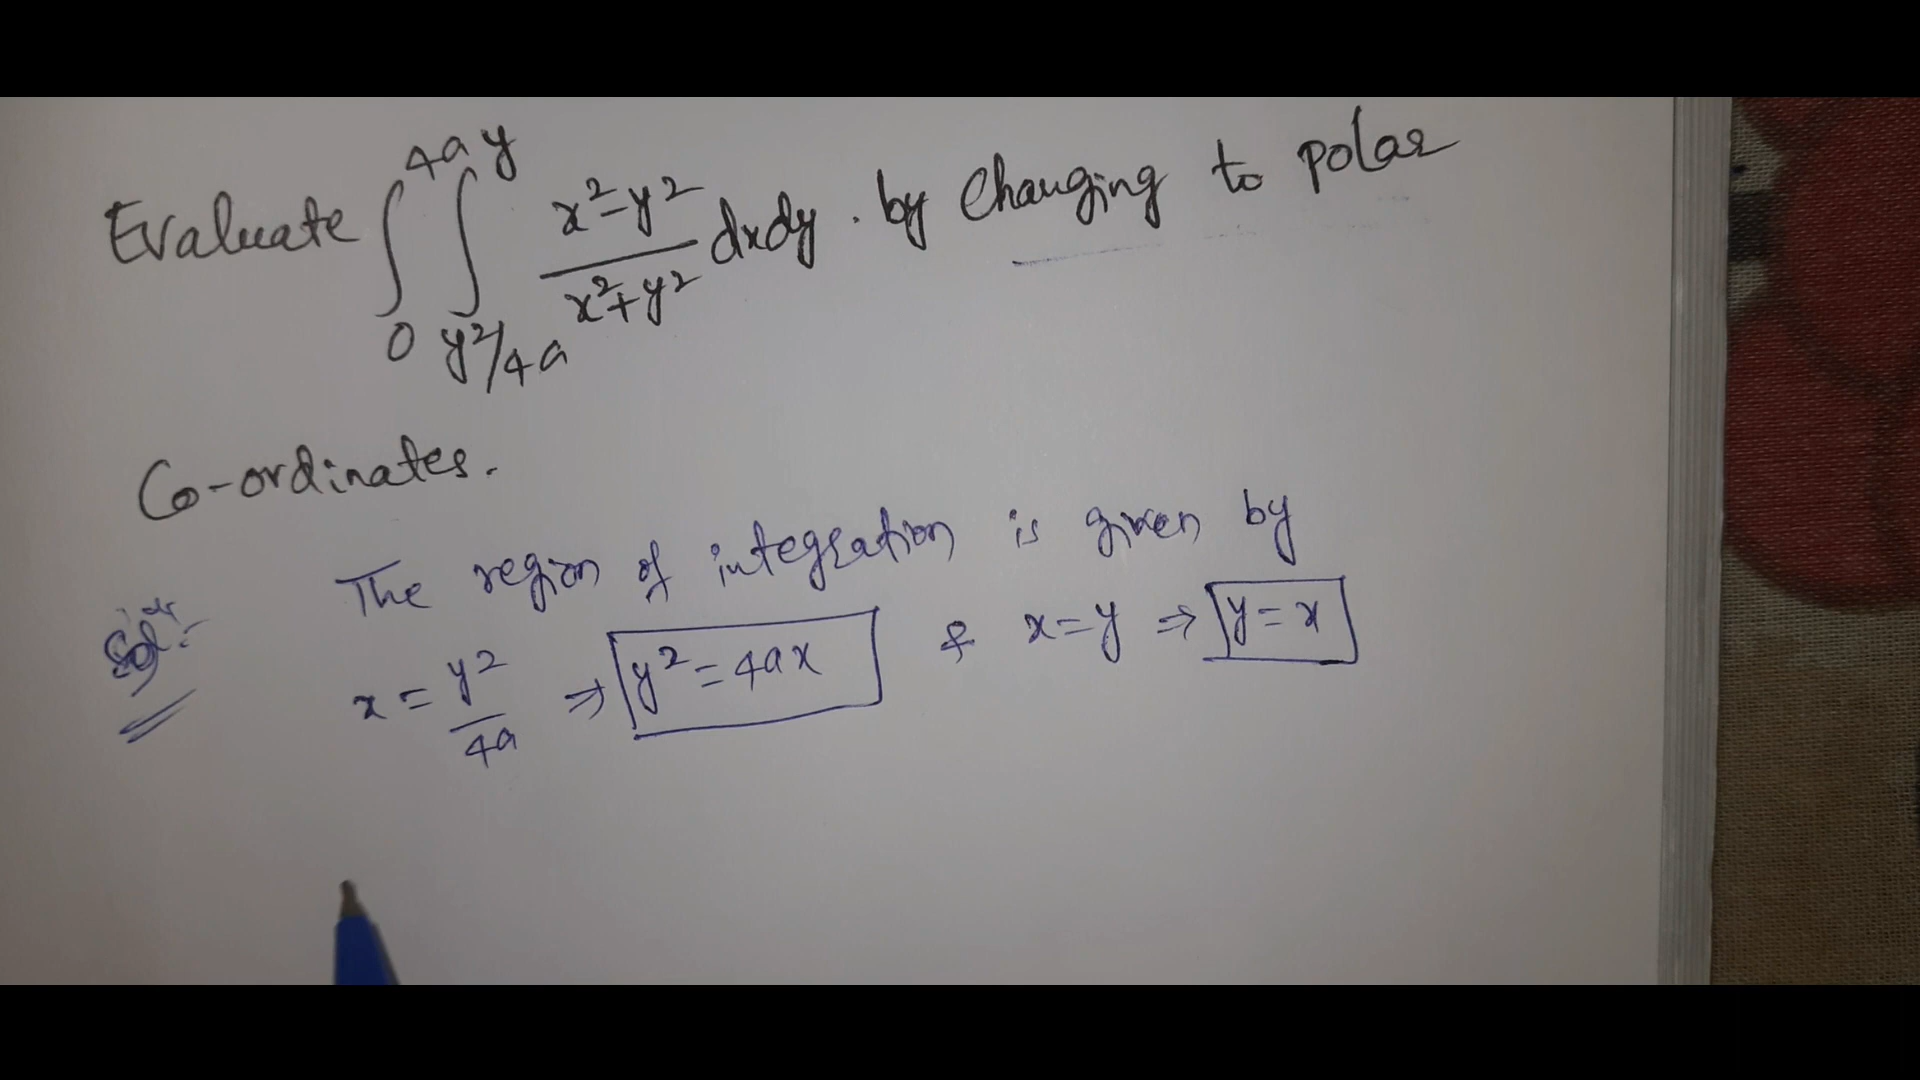 Evaluate ∫₀^4a ∫_y²/4a^y x²-y²/x²+y² dxdy . by Changing to polar
Co-ordinates.
Sol:- The region of integration is given by
x = y²/4a ⇒ y² = 4ax & x=y ⇒ y=x